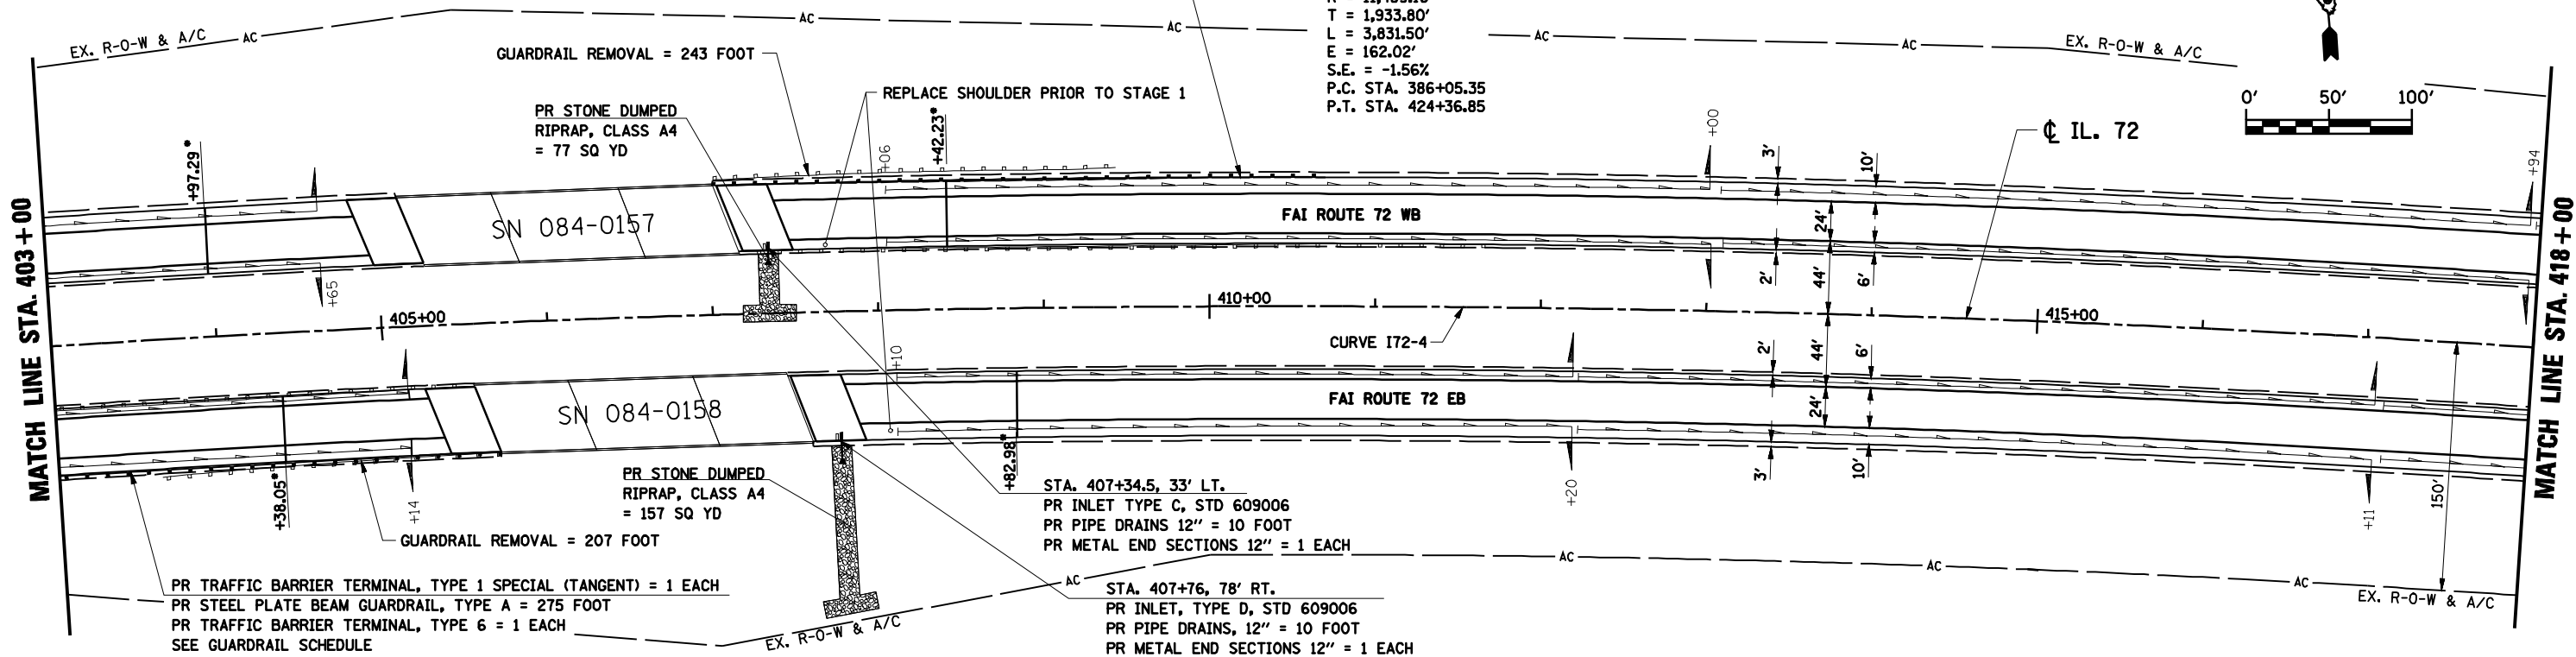 T = 1,933.80'
L = 3,831.50'
E = 162.02'
S.E. = -1.56%
P.C. STA. 386+05.35
P.T. STA. 424+36.85
EX. R-O-W & A/C
AC
AC
AC
AC
AC
EX. R-O-W & A/C
GUARDRAIL REMOVAL = 243 FOOT
REPLACE SHOULDER PRIOR TO STAGE 1
PR STONE DUMPED
RIPRAP, CLASS A4
= 77 SQ YD
0' 50' 100'
℄ IL. 72
+97.29*
+06
+42.23*
+00
3'
10'
+94
MATCH LINE STA. 403+00
SN 084-0157
FAI ROUTE 72 WB
24'
MATCH LINE STA. 418+00
+65
2'
44'
6'
405+00
410+00
415+00
CURVE I72-4
+10
2'
44'
6'
SN 084-0158
FAI ROUTE 72 EB
24'
+38.05*
+14
+82.98*
+20
3'
10'
+11
150'
PR STONE DUMPED
RIPRAP, CLASS A4
= 157 SQ YD
STA. 407+34.5, 33' LT.
PR INLET TYPE C, STD 609006
PR PIPE DRAINS 12" = 10 FOOT
PR METAL END SECTIONS 12" = 1 EACH
GUARDRAIL REMOVAL = 207 FOOT
PR TRAFFIC BARRIER TERMINAL, TYPE 1 SPECIAL (TANGENT) = 1 EACH
PR STEEL PLATE BEAM GUARDRAIL, TYPE A = 275 FOOT
PR TRAFFIC BARRIER TERMINAL, TYPE 6 = 1 EACH
SEE GUARDRAIL SCHEDULE
EX. R-O-W & A/C
AC
AC
AC
AC
EX. R-O-W & A/C
STA. 407+76, 78' RT.
PR INLET, TYPE D, STD 609006
PR PIPE DRAINS, 12" = 10 FOOT
PR METAL END SECTIONS 12" = 1 EACH